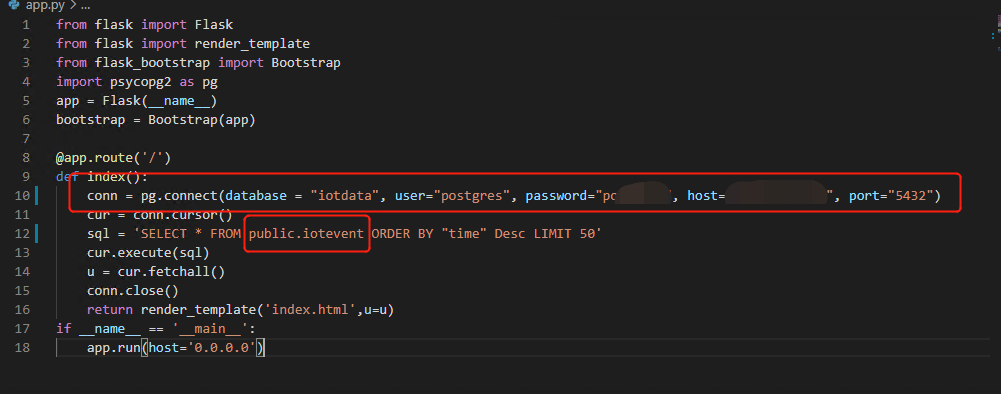 app.py > ...
1 from flask import Flask
2 from flask import render_template
3 from flask_bootstrap import Bootstrap
4 import psycopg2 as pg
5 app = Flask(__name__)
6 bootstrap = Bootstrap(app)
7
8 @app.route('/')
9 def index():
10 conn = pg.connect(database = "iotdata", user="postgres", password=" ", host= ", port="5432")
11 cur = conn.cursor()
12 sql = 'SELECT * FROM public.iotevent ORDER BY "time" Desc LIMIT 50'
13 cur.execute(sql)
14 u = cur.fetchall()
15 conn.close()
16 return render_template('index.html',u=u)
17 if __name__ == '__main__':
18 app.run(host='0.0.0.0')